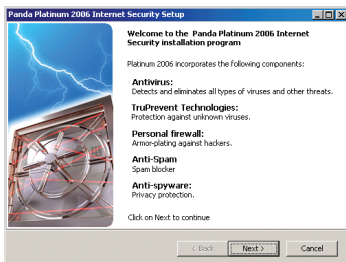 Panda Platinum 2006 Internet Security Setup
Welcome to the Panda Platinum 2006 Internet
Security installation program
Platinum 2006 incorporates the following components:
Antivirus:
Detects and eliminates all types of viruses and other threats.
TruPrevent Technologies:
Protection against unknown viruses.
Personal firewall:
Armor-plating against hackers.
Anti-Spam
Spam blocker
Anti-spyware:
Privacy protection.
Click on Next to continue
< Back
Next >
Cancel